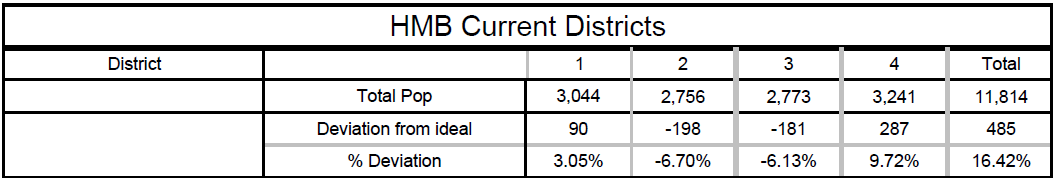 HMB Current Districts
District 1 2 3 4 Total
Total Pop 3,044 2,756 2,773 3,241 11,814
Deviation from ideal 90 -198 -181 287 485
% Deviation 3.05% -6.70% -6.13% 9.72% 16.42%